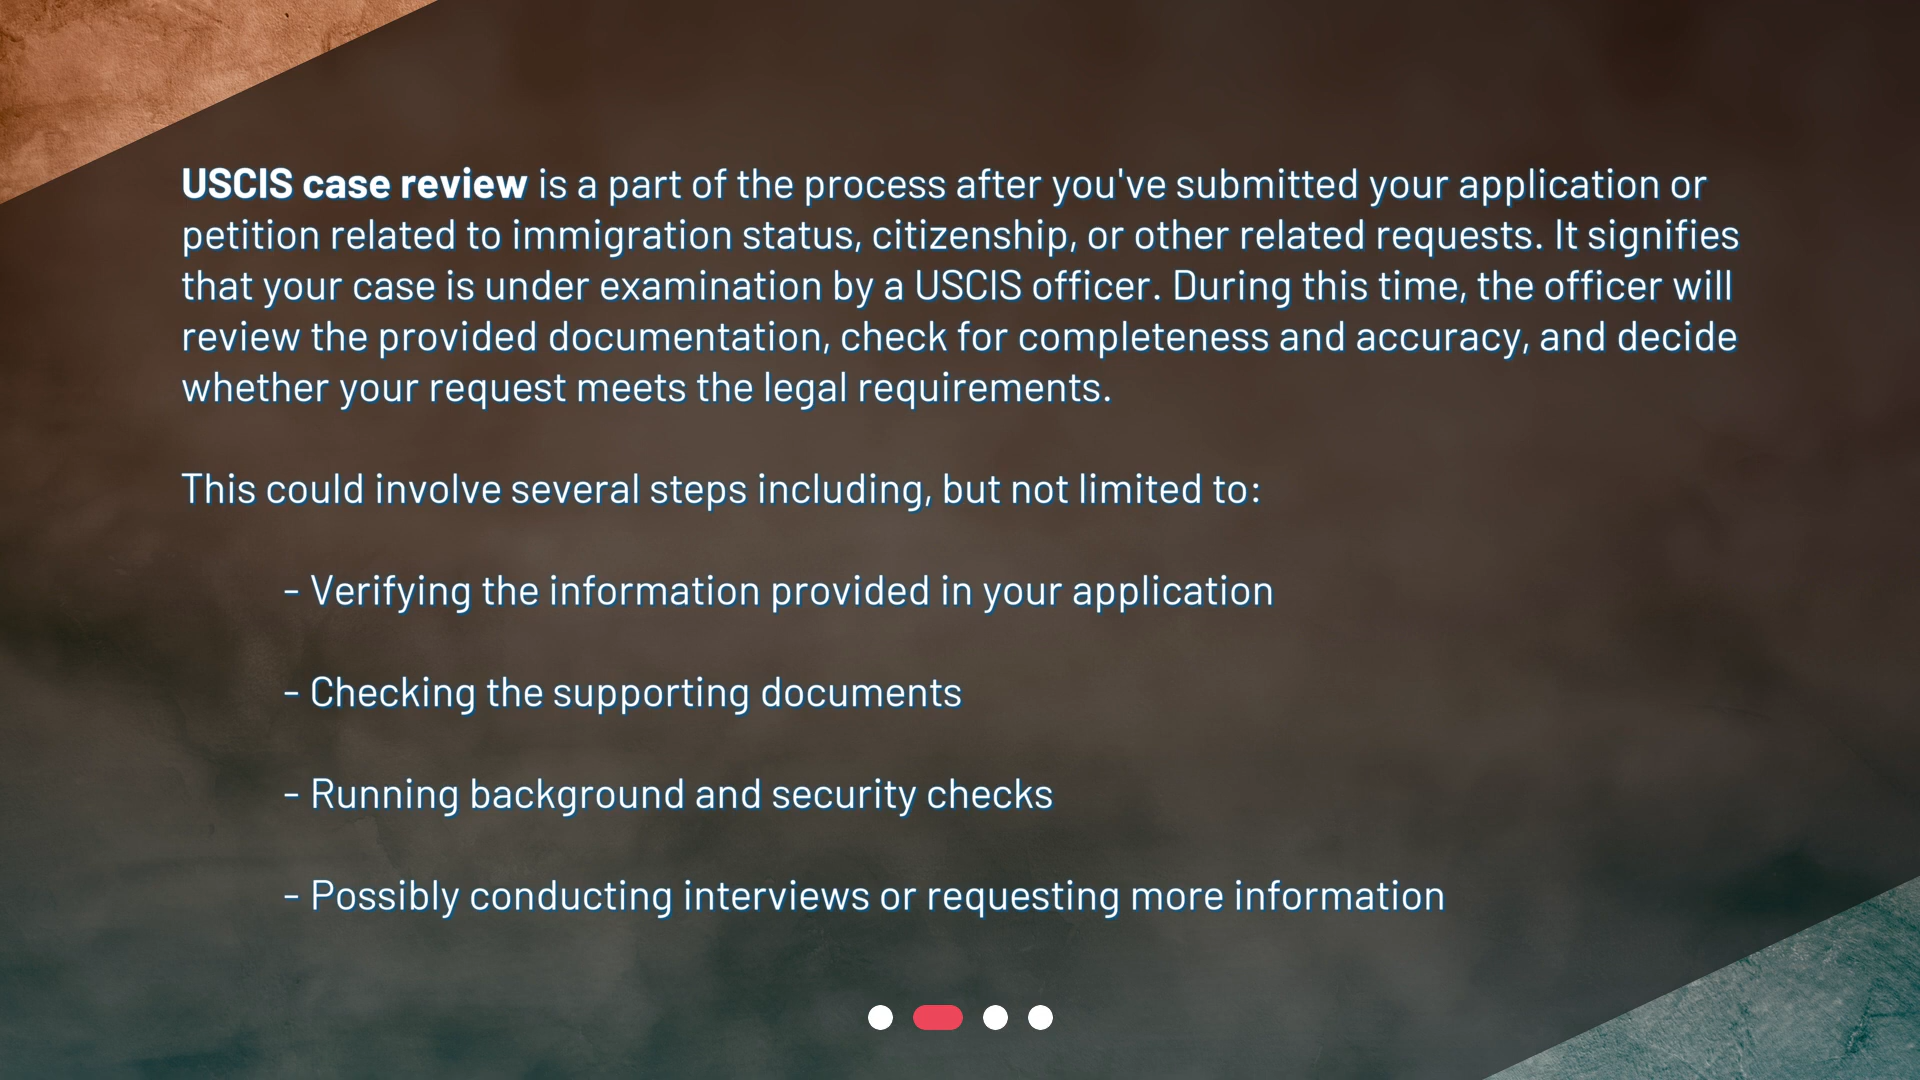 USCIS case review is a part of the process after you've submitted your application or
petition related to immigration status, citizenship, or other related requests. It signifies
that your case is under examination by a USCIS officer. During this time, the officer will
review the provided documentation, check for completeness and accuracy, and decide
whether your request meets the legal requirements.
This could involve several steps including, but not limited to:
- Verifying the information provided in your application
- Checking the supporting documents
- Running background and security checks
- Possibly conducting interviews or requesting more information